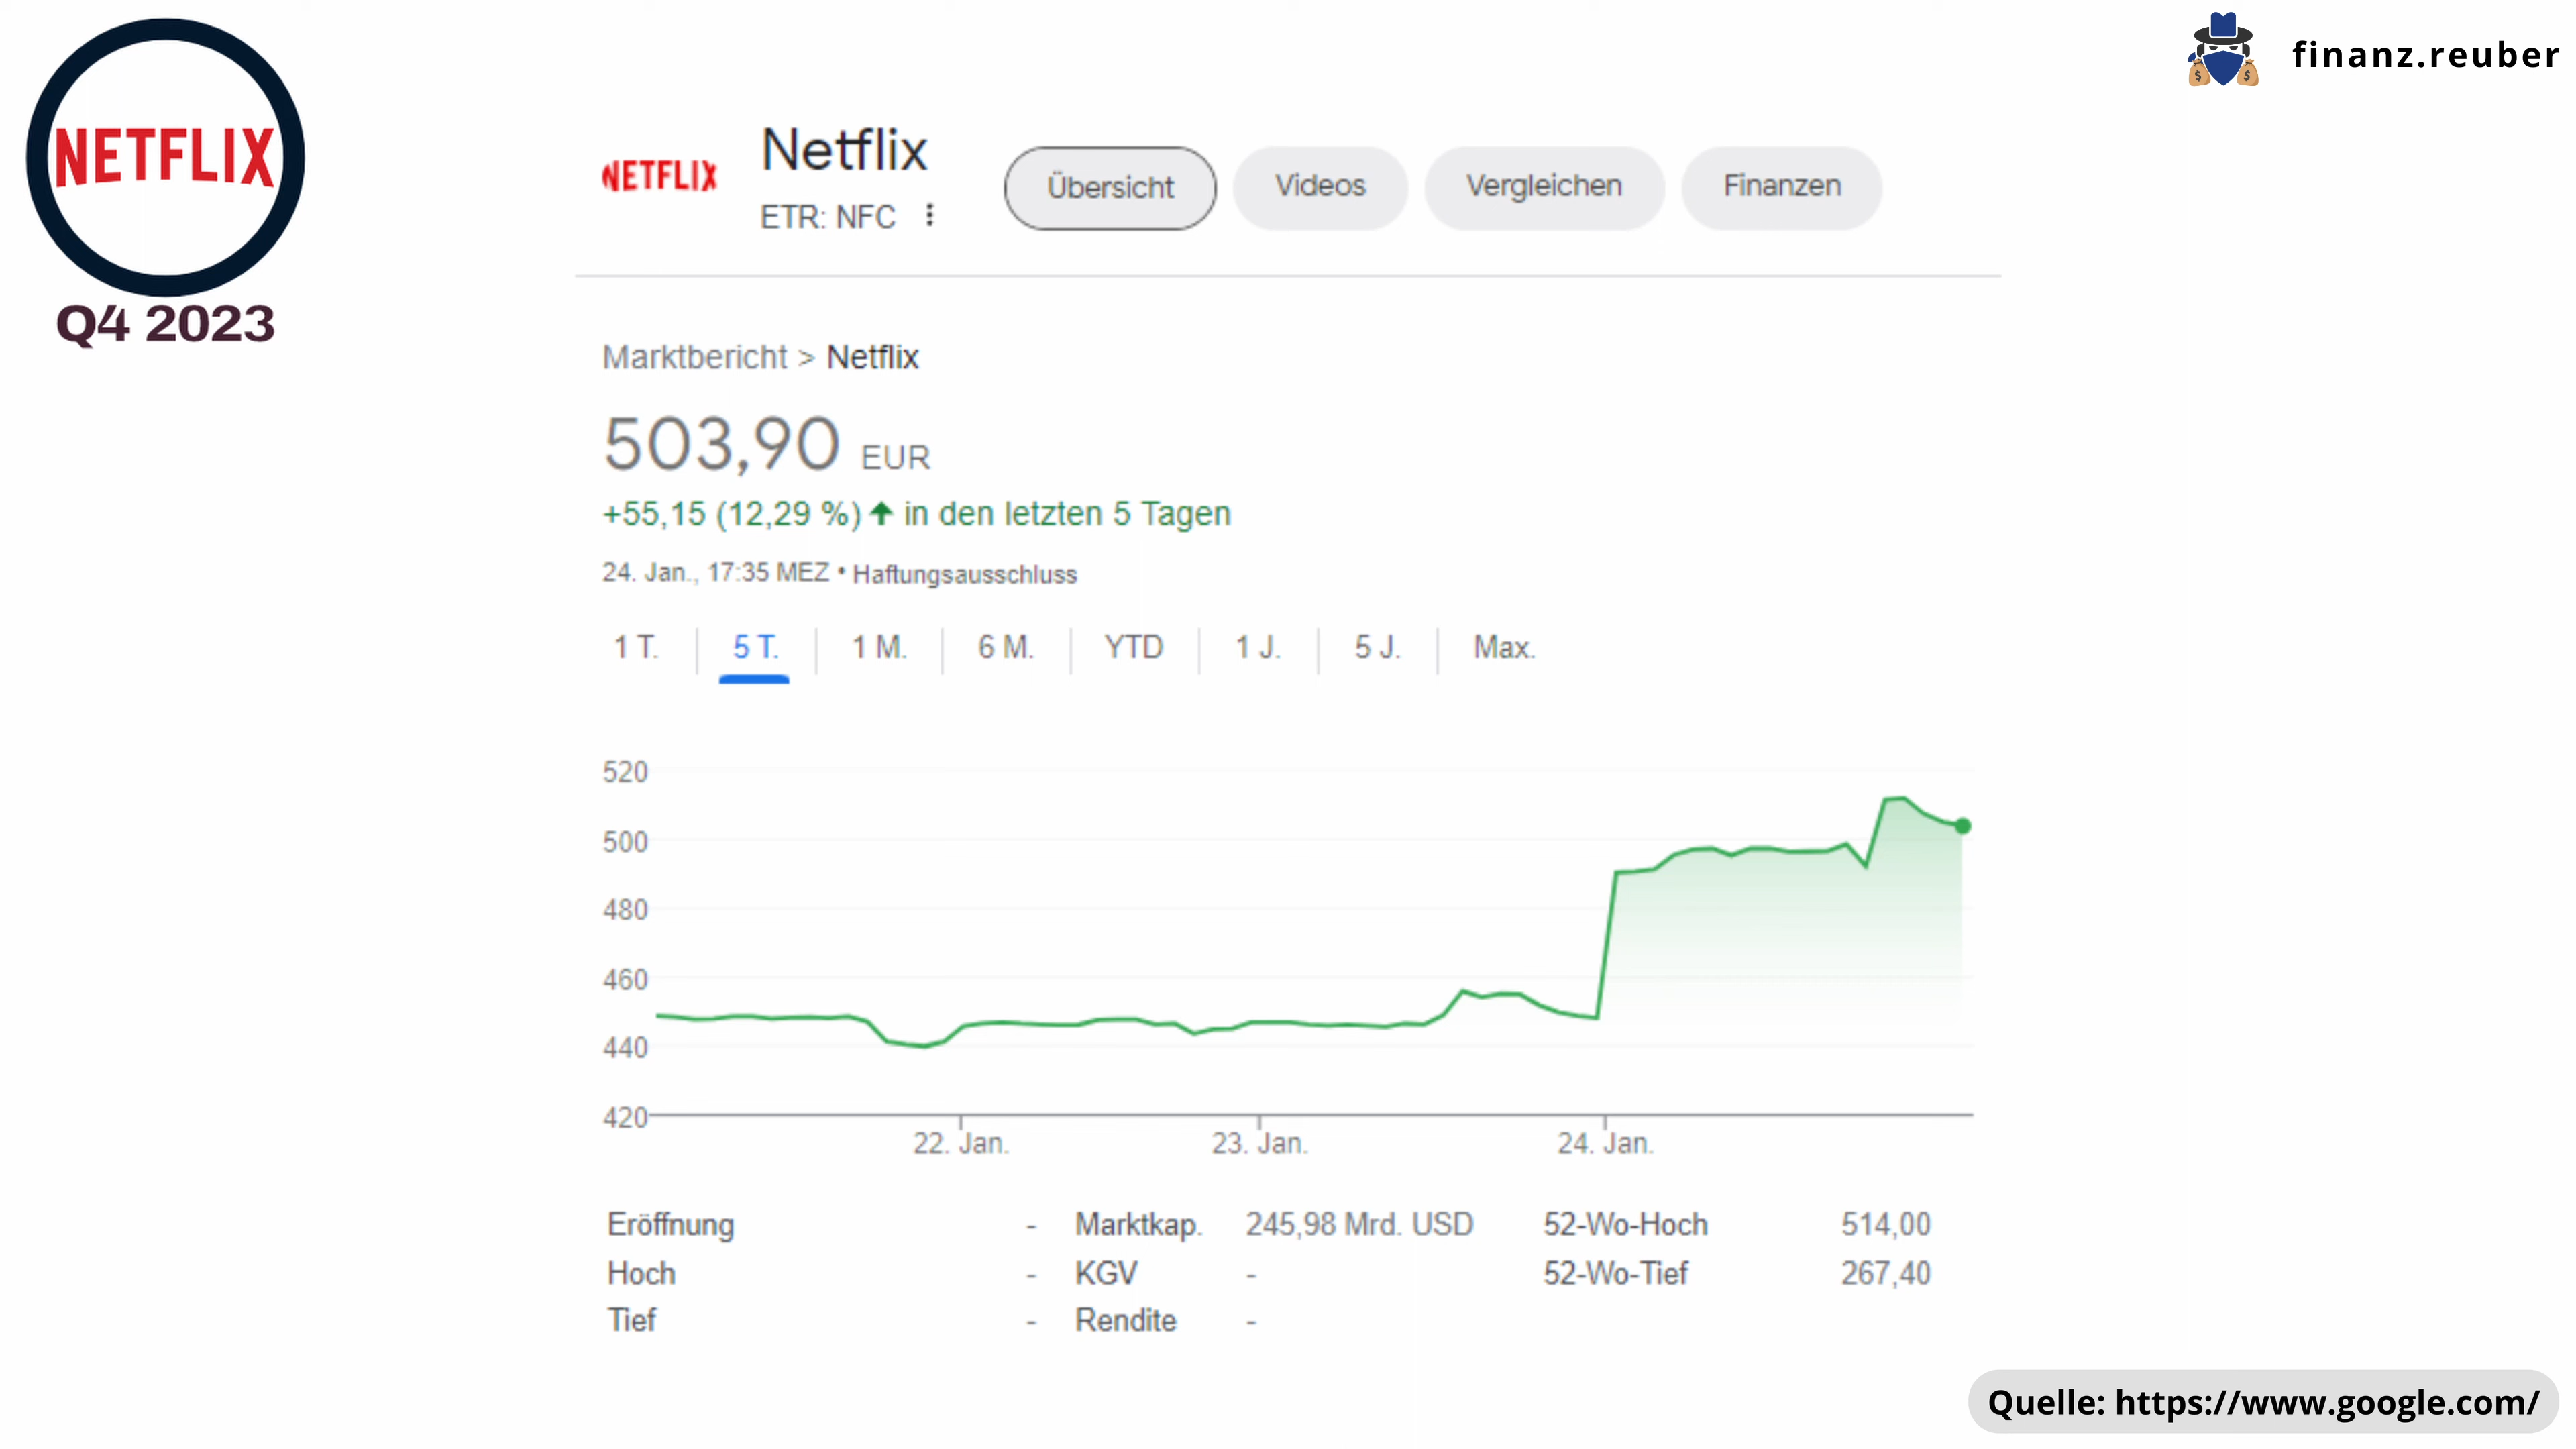 NETFLIX
Q4 2023
finanz.reuber
NETFLIX
Netflix
ETR: NFC
Übersicht
Videos
Vergleichen
Finanzen
Marktbericht > Netflix
503,90 EUR
+55,15 (12,29 %) ↑ in den letzten 5 Tagen
24. Jan., 17:35 MEZ • Haftungsausschluss
1 T. 5 T. 1 M. 6 M. YTD 1 J. 5 J. Max.
520
500
480
460
440
420
22. Jan. 23. Jan. 24. Jan.
Eröffnung - Marktkap. 245,98 Mrd. USD 52-Wo-Hoch 514,00
Hoch - KGV - 52-Wo-Tief 267,40
Tief - Rendite -
Quelle: https://www.google.com/